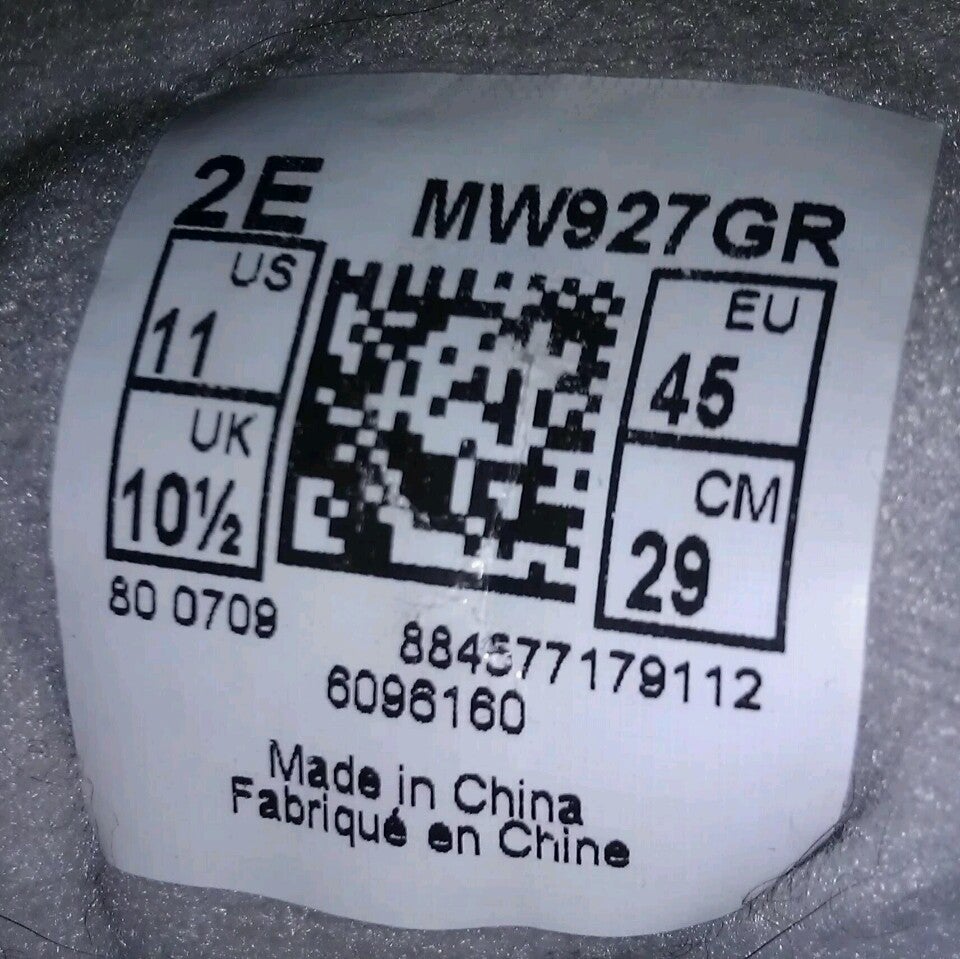 2E MW927GR
US
11
UK
10½
EU
45
CM
29
80 0709
884577179112
6096160
Made in China
Fabriqué en Chine